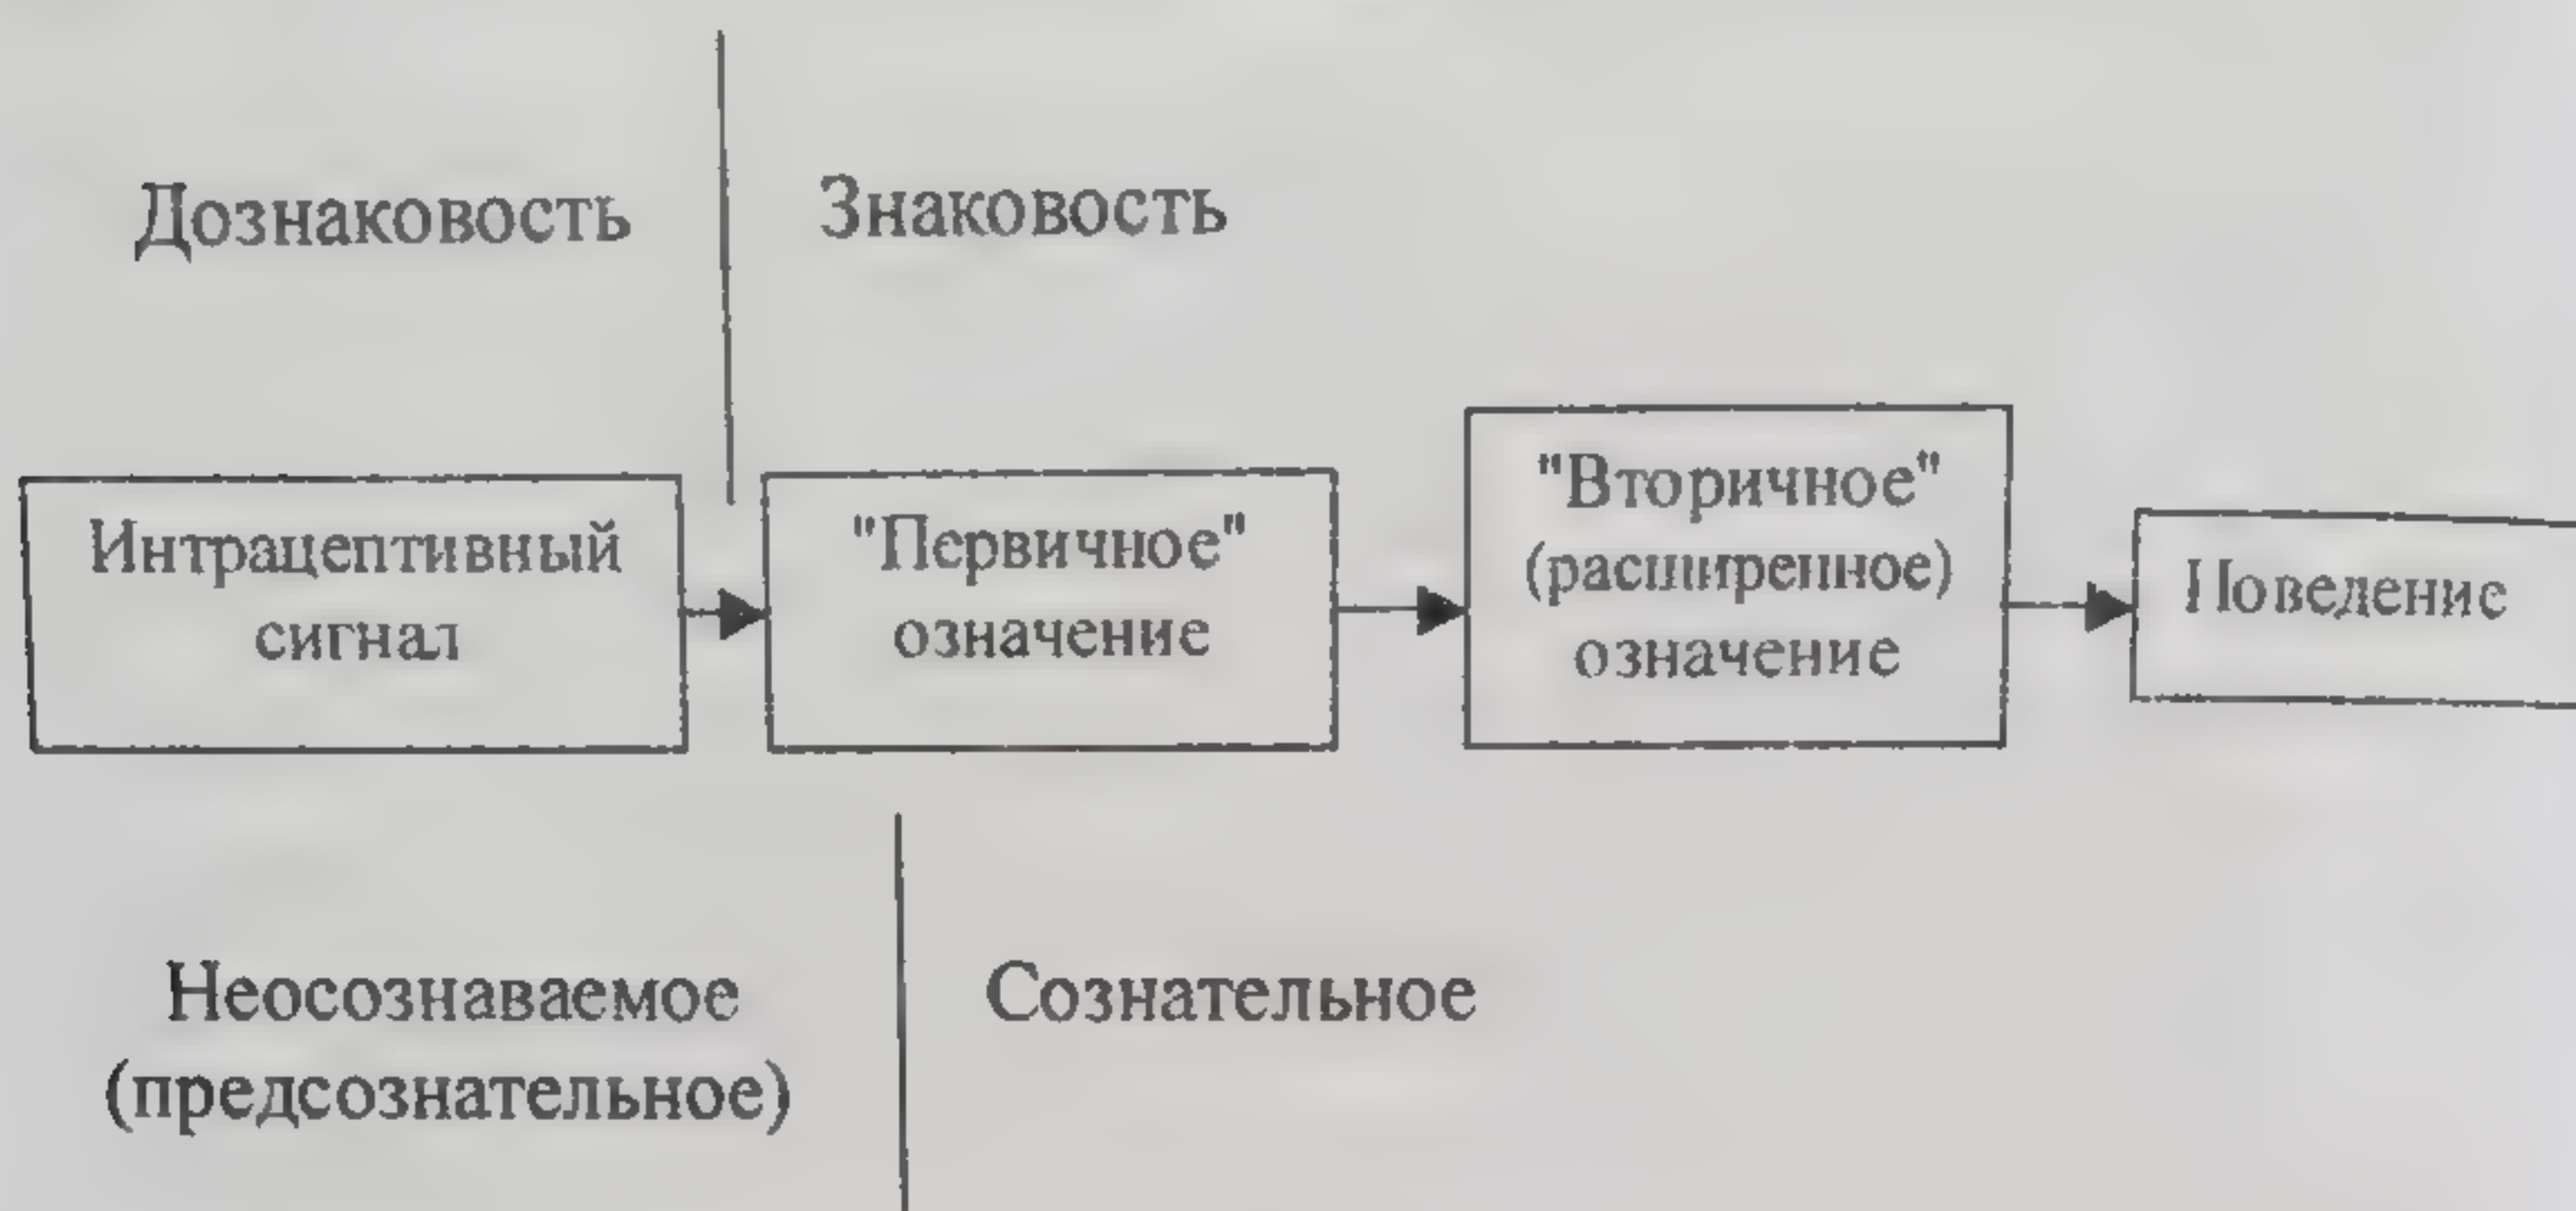 Дознаковость
Знаковость
Интрацептивный
сигнал
"Первичное"
означение
"Вторичное"
(расширенное)
означение
Поведение
Неосознаваемое
(предсознательное)
Сознательное